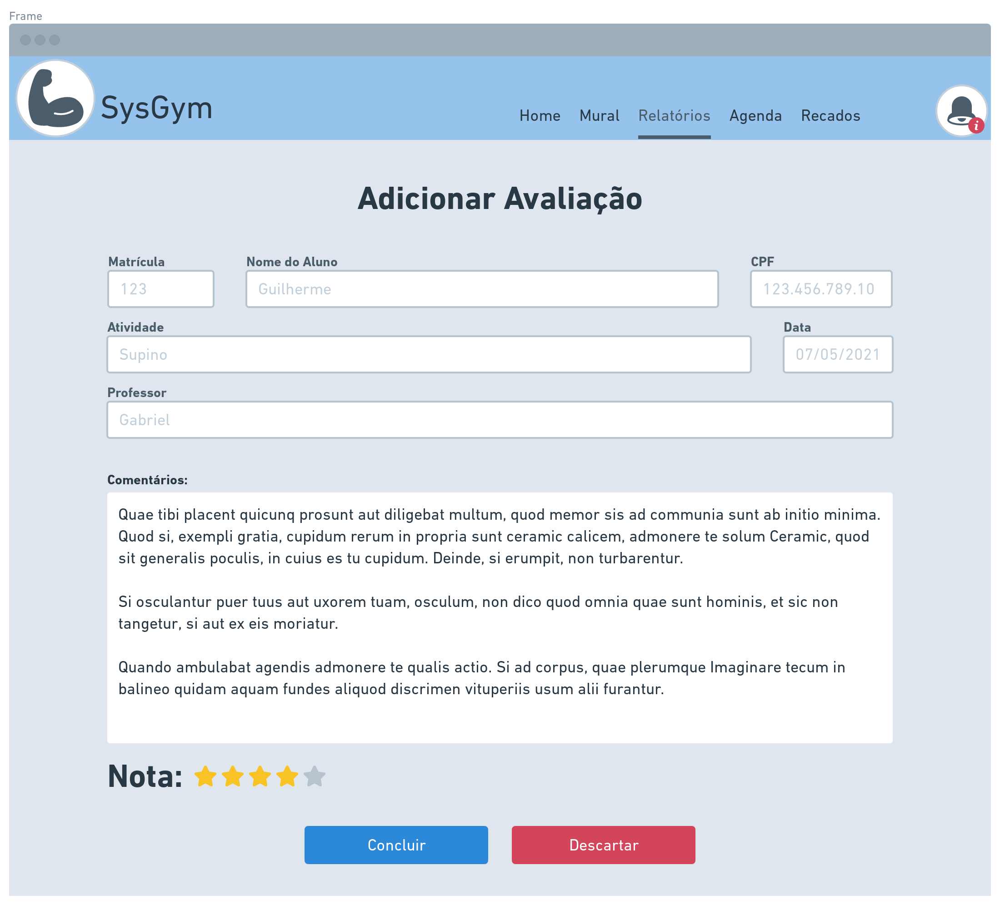 Frame
SysGym
Home Mural Relatórios Agenda Recados
i
Adicionar Avaliação
Matrícula Nome do Aluno CPF
123 Guilherme 123.456.789.10
Atividade Data
Supino 07/05/2021
Professor
Gabriel
Comentários:
Quae tibi placent quicunq prosunt aut diligebat multum, quod memor sis ad communia sunt ab initio minima.
Quod si, exempli gratia, cupidum rerum in propria sunt ceramic calicem, admonere te solum Ceramic, quod
sit generalis poculis, in cuius es tu cupidum. Deinde, si erumpit, non turbarentur.
Si osculantur puer tuus aut uxorem tuam, osculum, non dico quod omnia quae sunt hominis, et sic non
tangetur, si aut ex eis moriatur.
Quando ambulabat agendis admonere te qualis actio. Si ad corpus, quae plerumque Imaginare tecum in
balineo quidam aquam fundes aliquod discrimen vituperiis usum alii furantur.
Nota:
Concluir Descartar